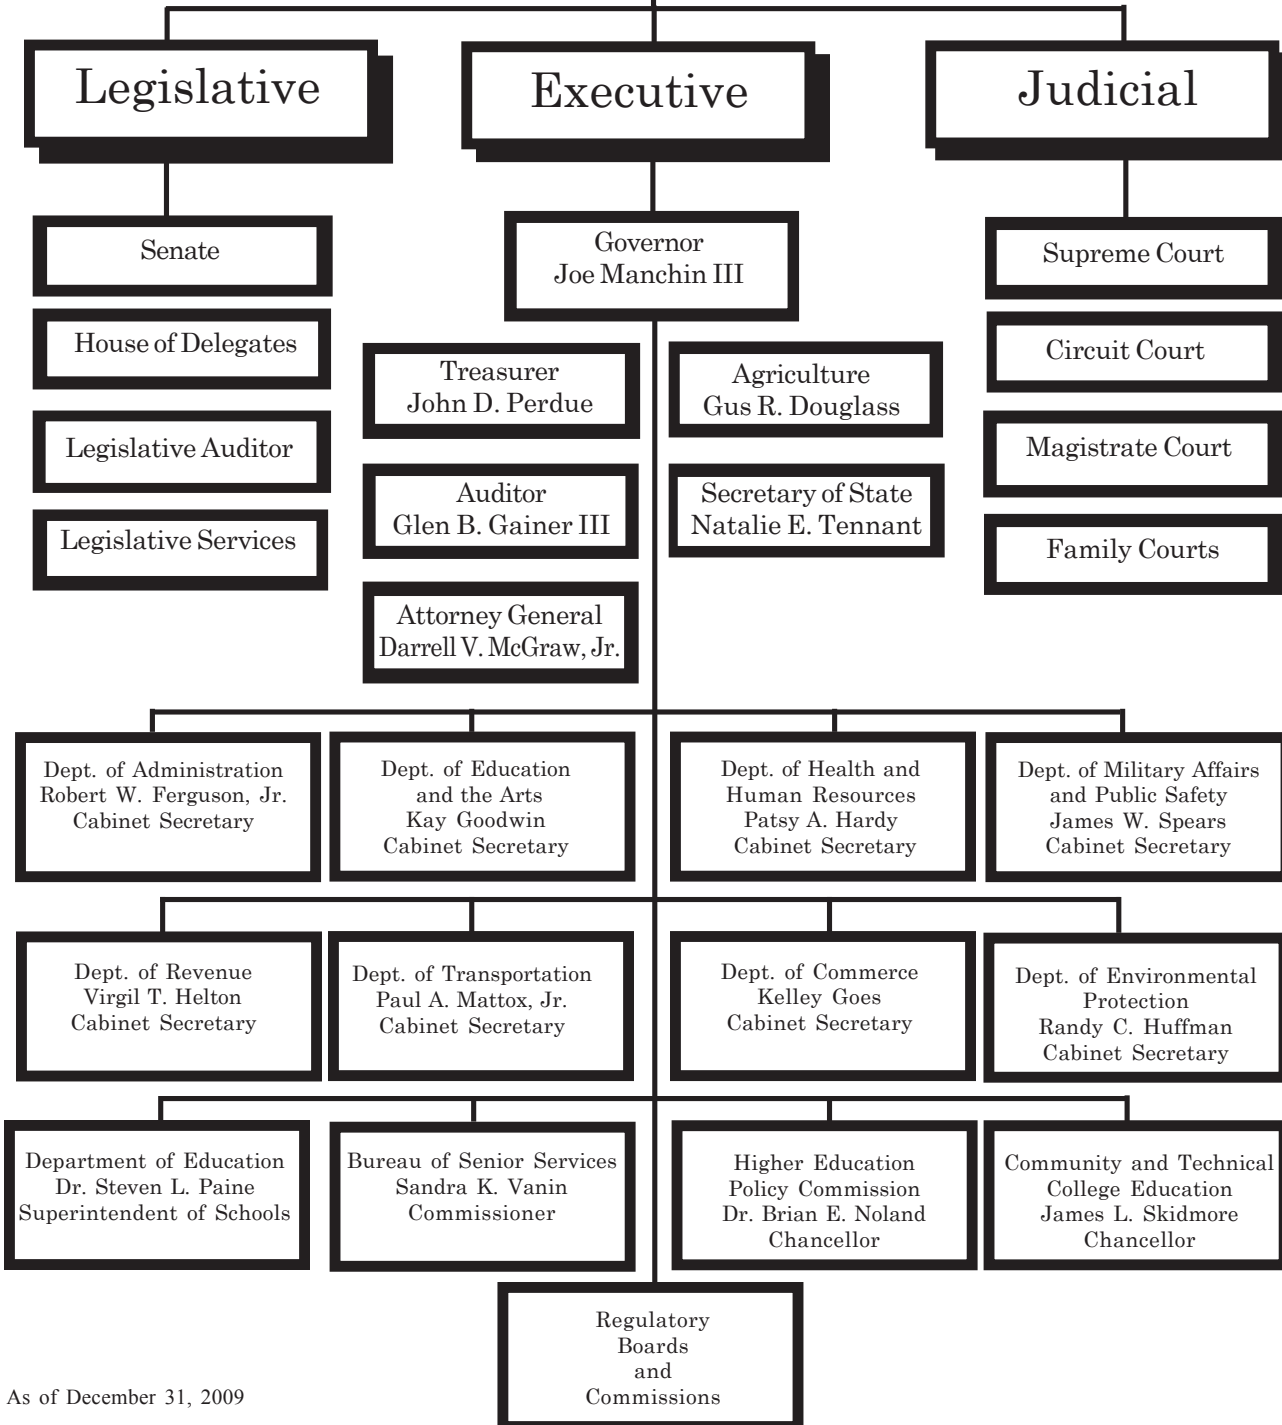 Legislative
Executive
Judicial
Senate
House of Delegates
Legislative Auditor
Legislative Services
Governor
Joe Manchin III
Treasurer
John D. Perdue
Agriculture
Gus R. Douglass
Auditor
Glen B. Gainer III
Secretary of State
Natalie E. Tennant
Attorney General
Darrell V. McGraw, Jr.
Supreme Court
Circuit Court
Magistrate Court
Family Courts
Dept. of Administration
Robert W. Ferguson, Jr.
Cabinet Secretary
Dept. of Education
and the Arts
Kay Goodwin
Cabinet Secretary
Dept. of Health and
Human Resources
Patsy A. Hardy
Cabinet Secretary
Dept. of Military Affairs
and Public Safety
James W. Spears
Cabinet Secretary
Dept. of Revenue
Virgil T. Helton
Cabinet Secretary
Dept. of Transportation
Paul A. Mattox, Jr.
Cabinet Secretary
Dept. of Commerce
Kelley Goes
Cabinet Secretary
Dept. of Environmental
Protection
Randy C. Huffman
Cabinet Secretary
Department of Education
Dr. Steven L. Paine
Superintendent of Schools
Bureau of Senior Services
Sandra K. Vanin
Commissioner
Higher Education
Policy Commission
Dr. Brian E. Noland
Chancellor
Community and Technical
College Education
James L. Skidmore
Chancellor
Regulatory
Boards
and
Commissions
As of December 31, 2009